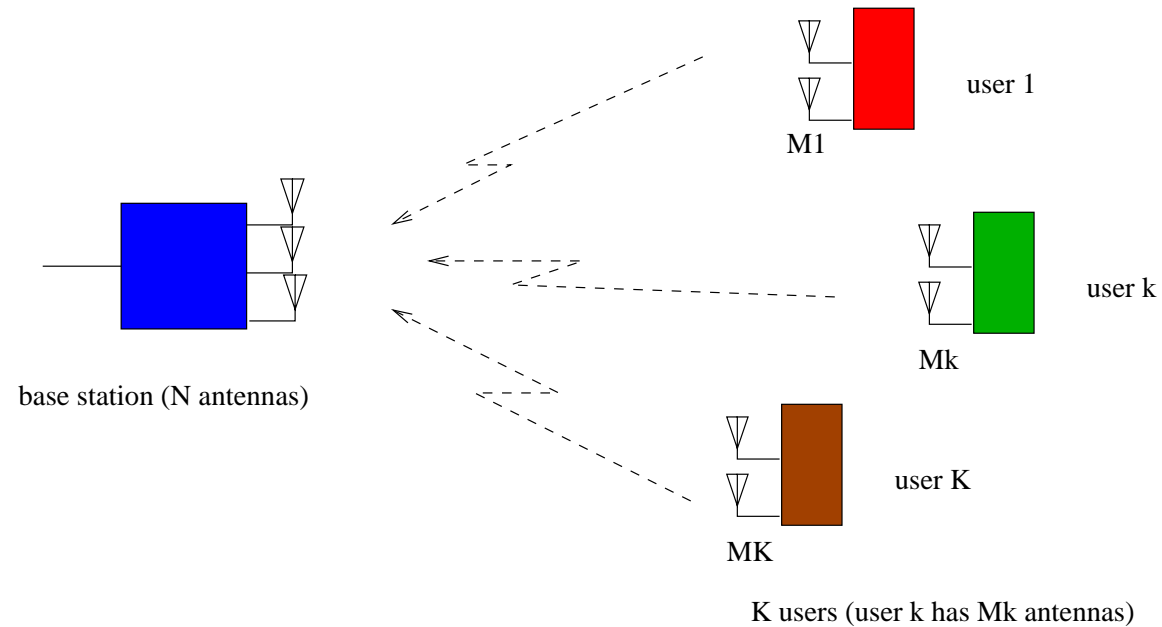 user 1
M1
user k
Mk
base station (N antennas)
user K
MK
K users (user k has Mk antennas)